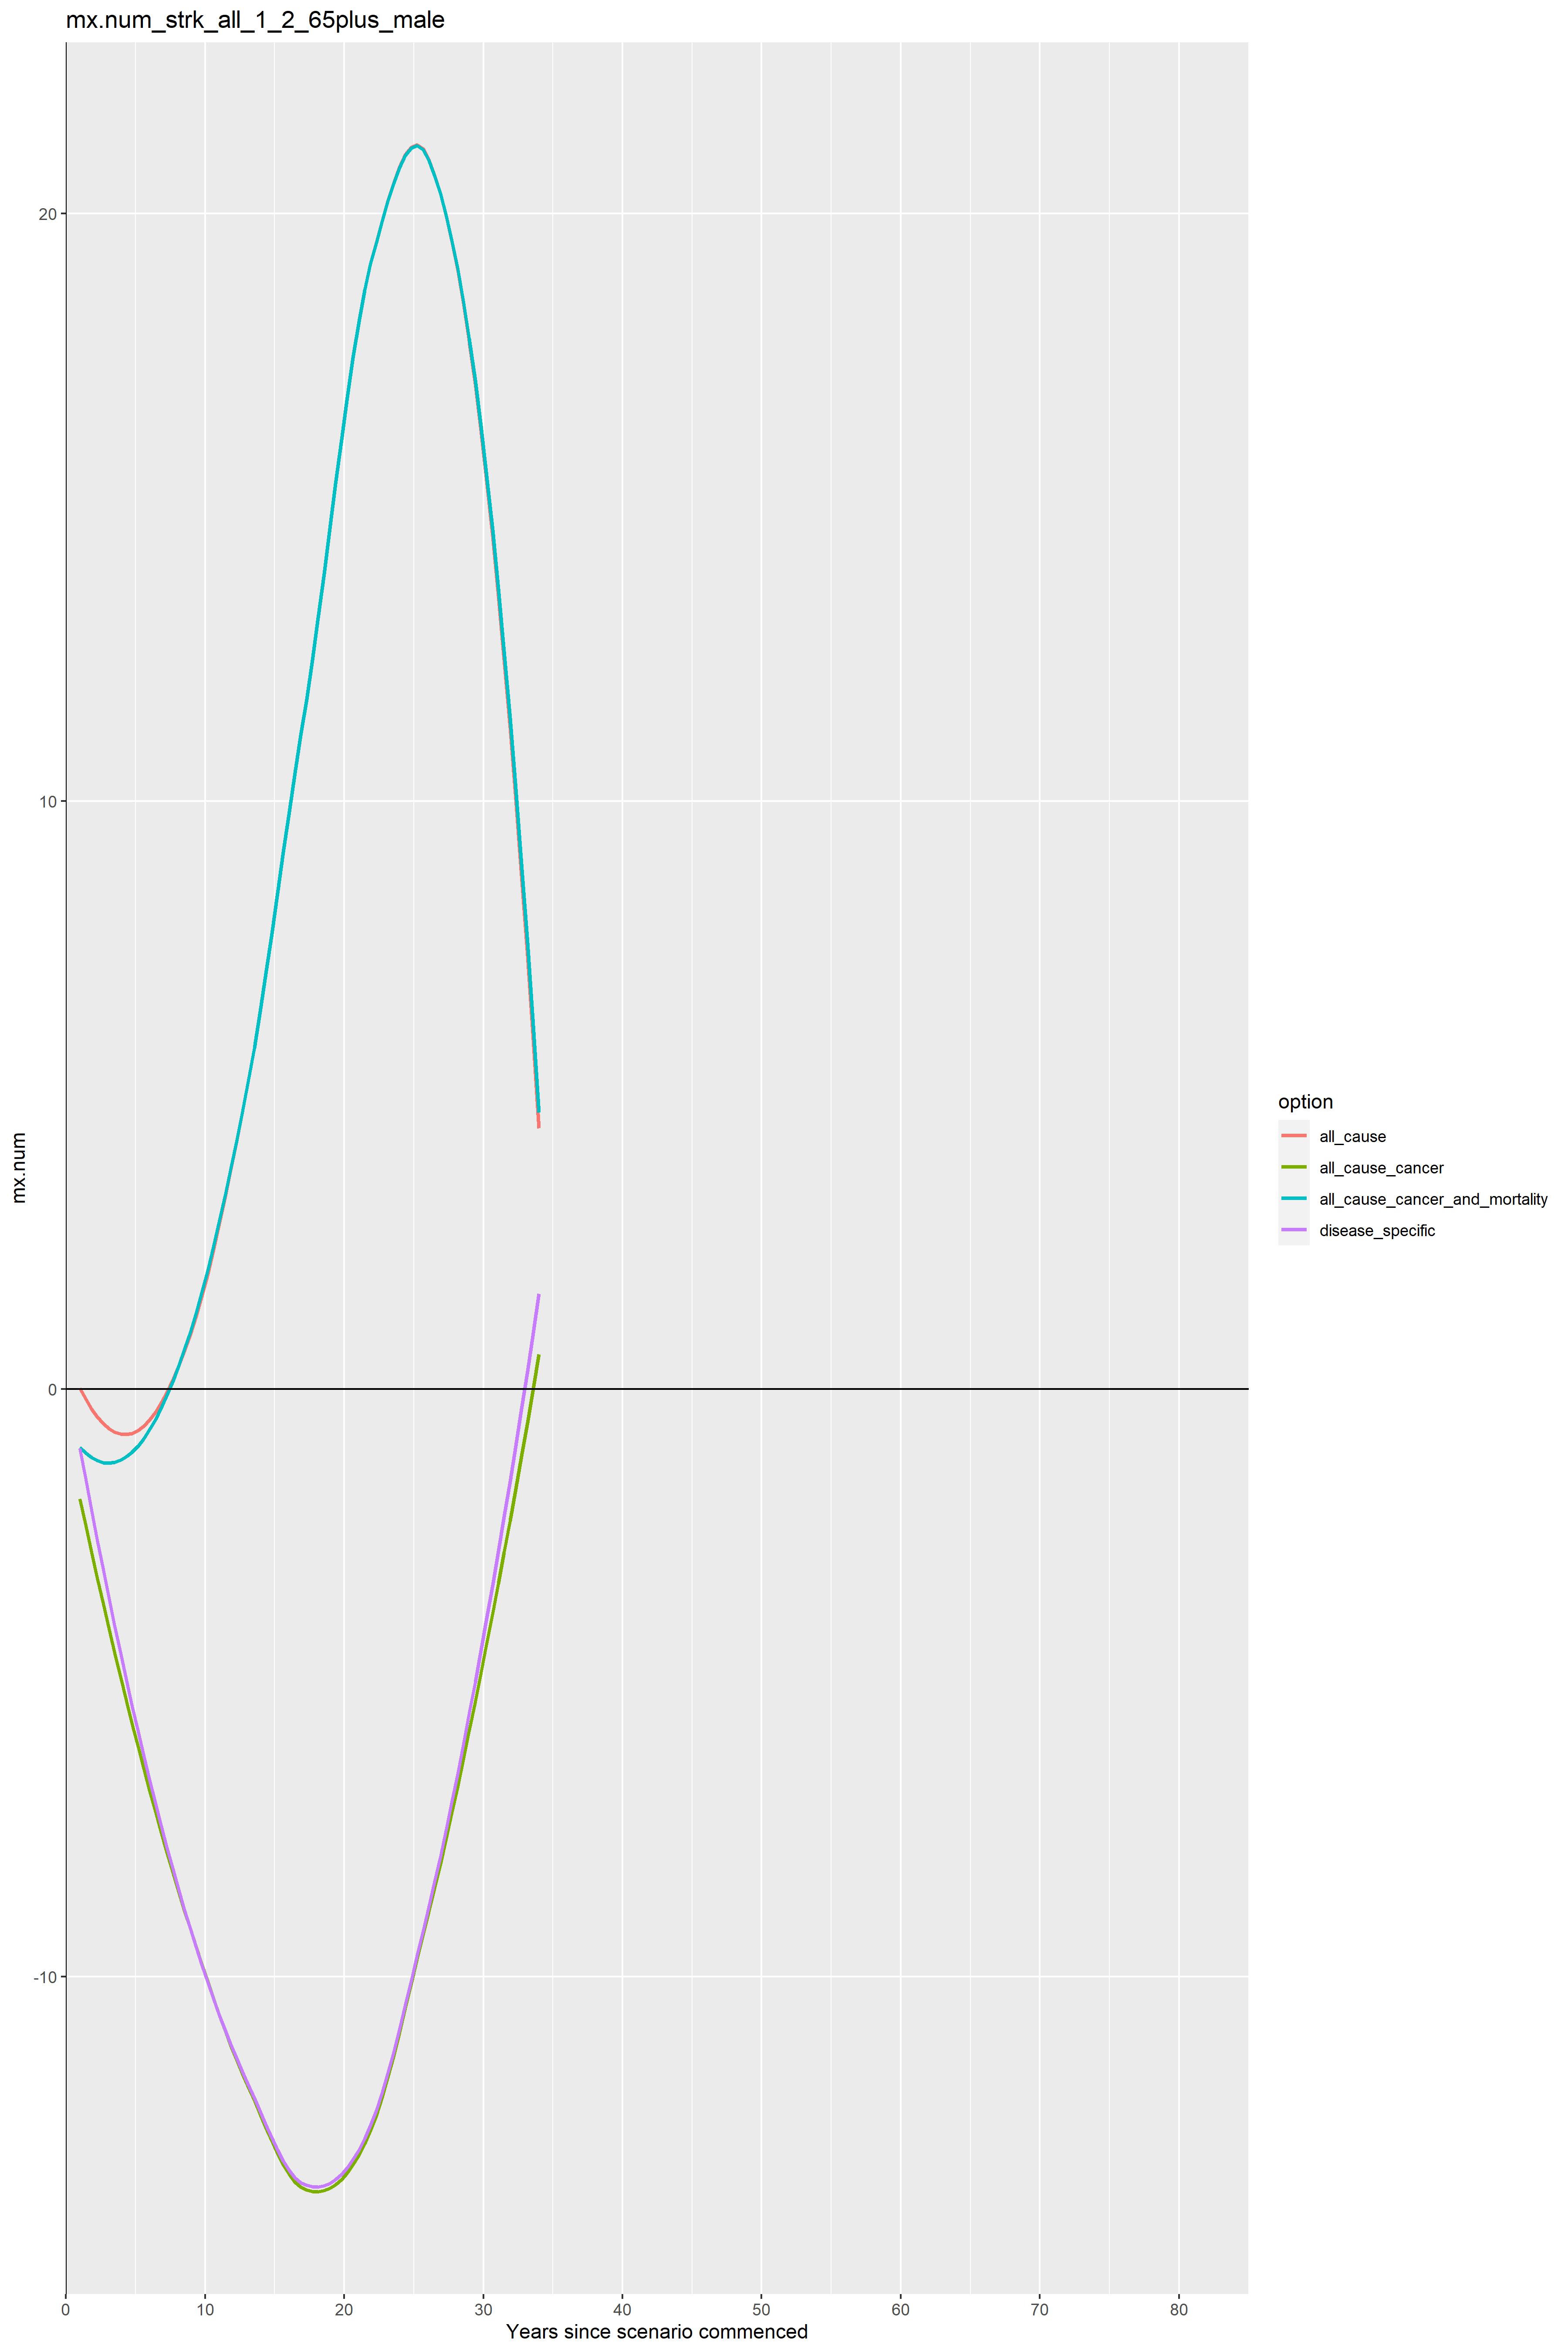 mx.num_strk_all_1_2_65plus_male
20
10
0
-10
mx.num
0 10 20 30 40 50 60 70 80
Years since scenario commenced
option
all_cause
all_cause_cancer
all_cause_cancer_and_mortality
disease_specific